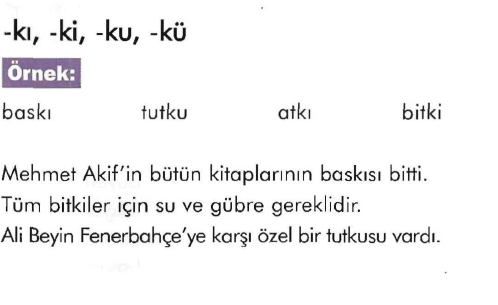 -kı, -ki, -ku, -kü
Örnek:
baskı tutku atkı bitki
Mehmet Akif'in bütün kitaplarının baskısı bitti.
Tüm bitkiler için su ve gübre gereklidir.
Ali Beyin Fenerbahçe'ye karşı özel bir tutkusu vardı.